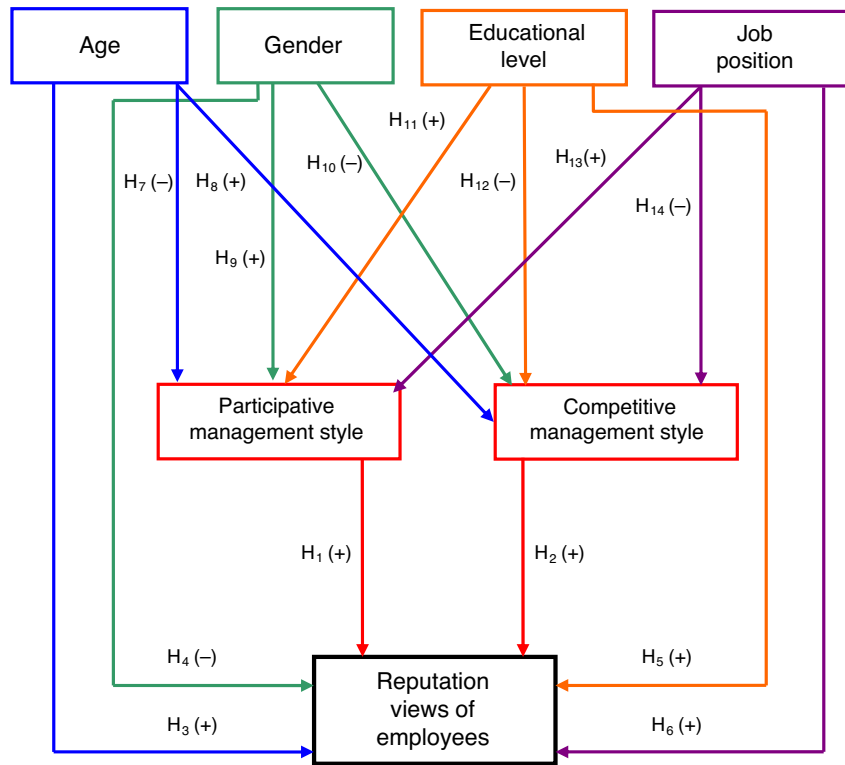 Age
Gender
Educational
level
Job
position
H11 (+)
H10 (–)
H13(+)
H7 (–)
H8 (+)
H12 (–)
H14 (–)
H9 (+)
Participative
management style
Competitive
management style
H1 (+)
H2 (+)
H4 (–)
H5 (+)
Reputation
views of
employees
H3 (+)
H6 (+)